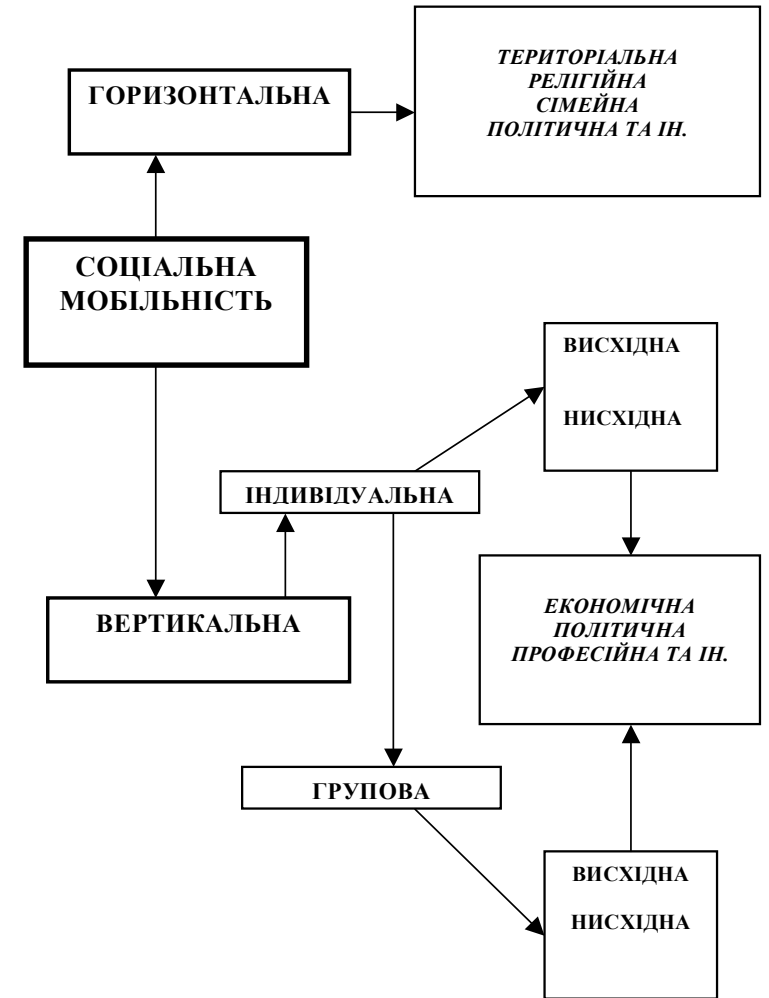 ГОРИЗОНТАЛЬНА
ТЕРИТОРІАЛЬНА
РЕЛІГІЙНА
СІМЕЙНА
ПОЛІТИЧНА ТА ІН.
СОЦІАЛЬНА
МОБІЛЬНІСТЬ
ВИСХІДНА
НИСХІДНА
ІНДИВІДУАЛЬНА
ВЕРТИКАЛЬНА
ЕКОНОМІЧНА
ПОЛІТИЧНА
ПРОФЕСІЙНА ТА ІН.
ГРУПОВА
ВИСХІДНА
НИСХІДНА